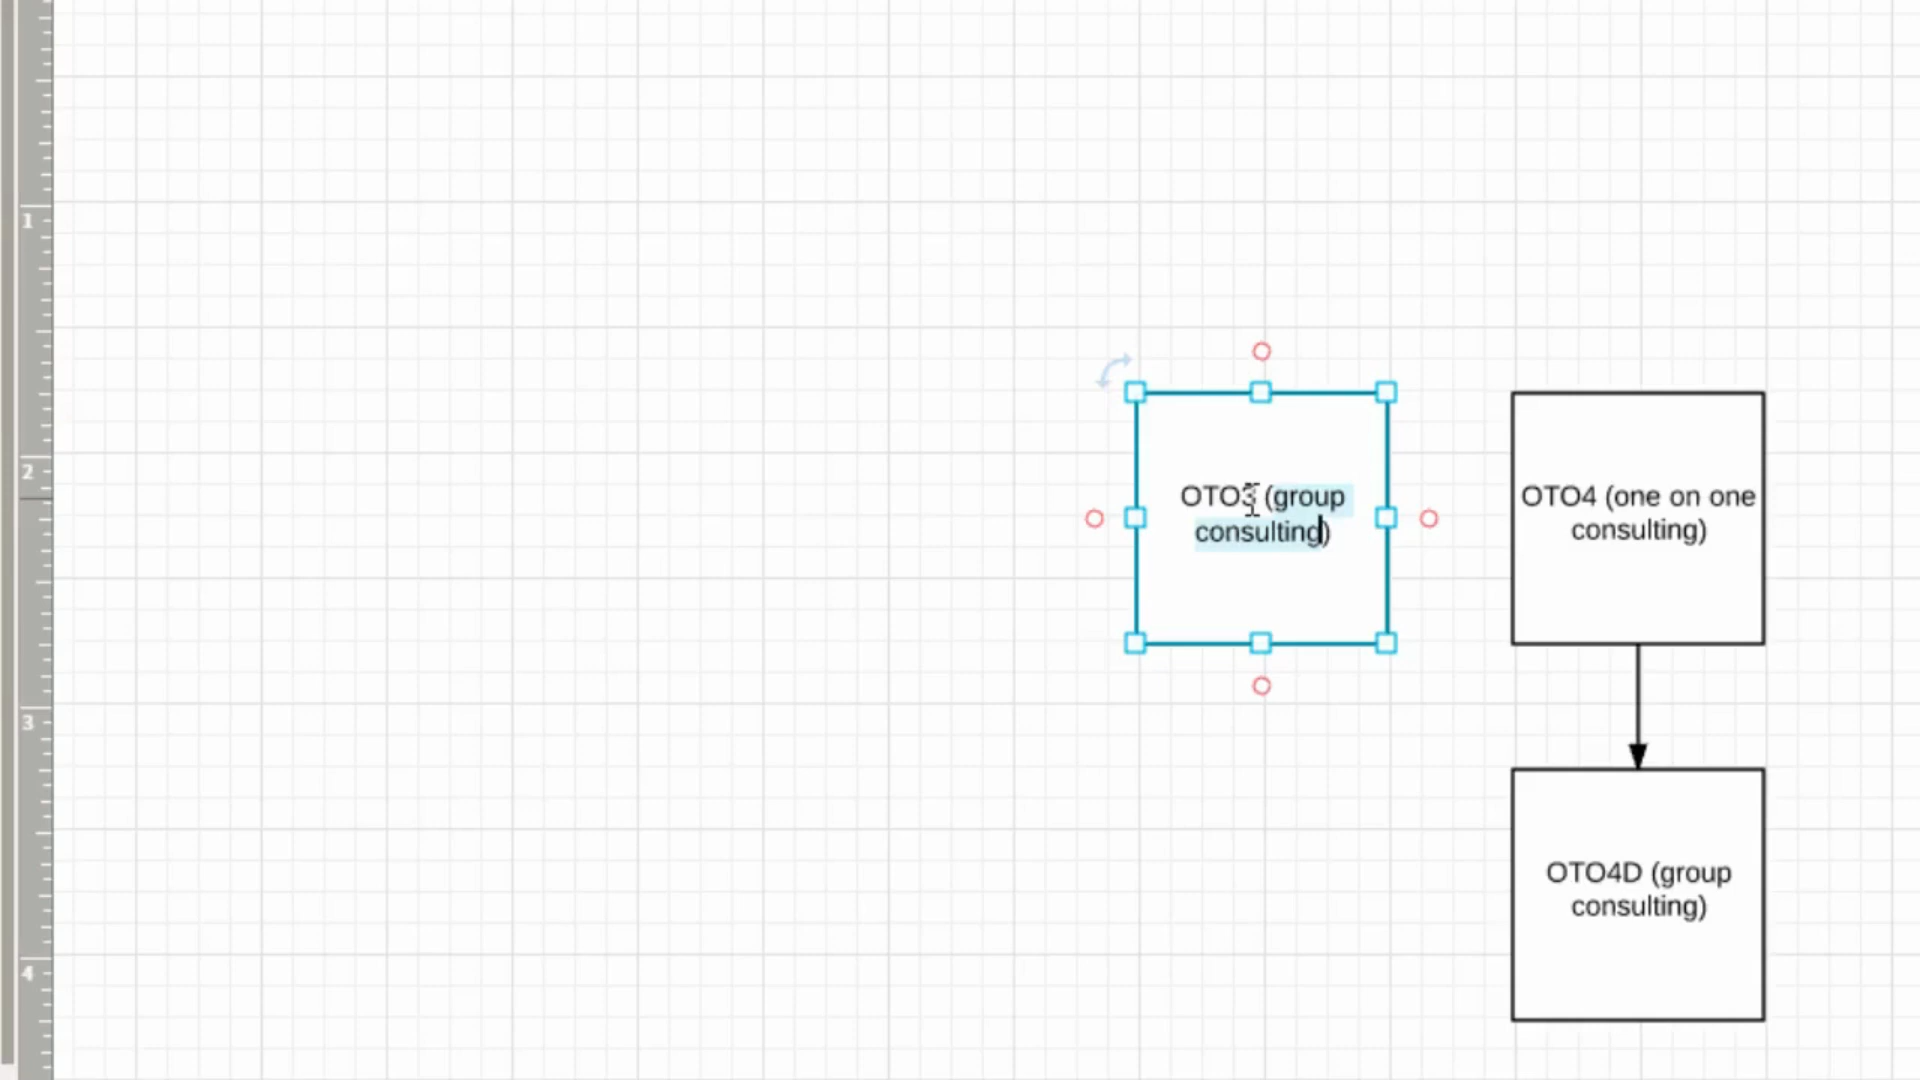 1
2
3
4
OTO3 (group
consulting)
OTO4 (one on one
consulting)
OTO4D (group
consulting)